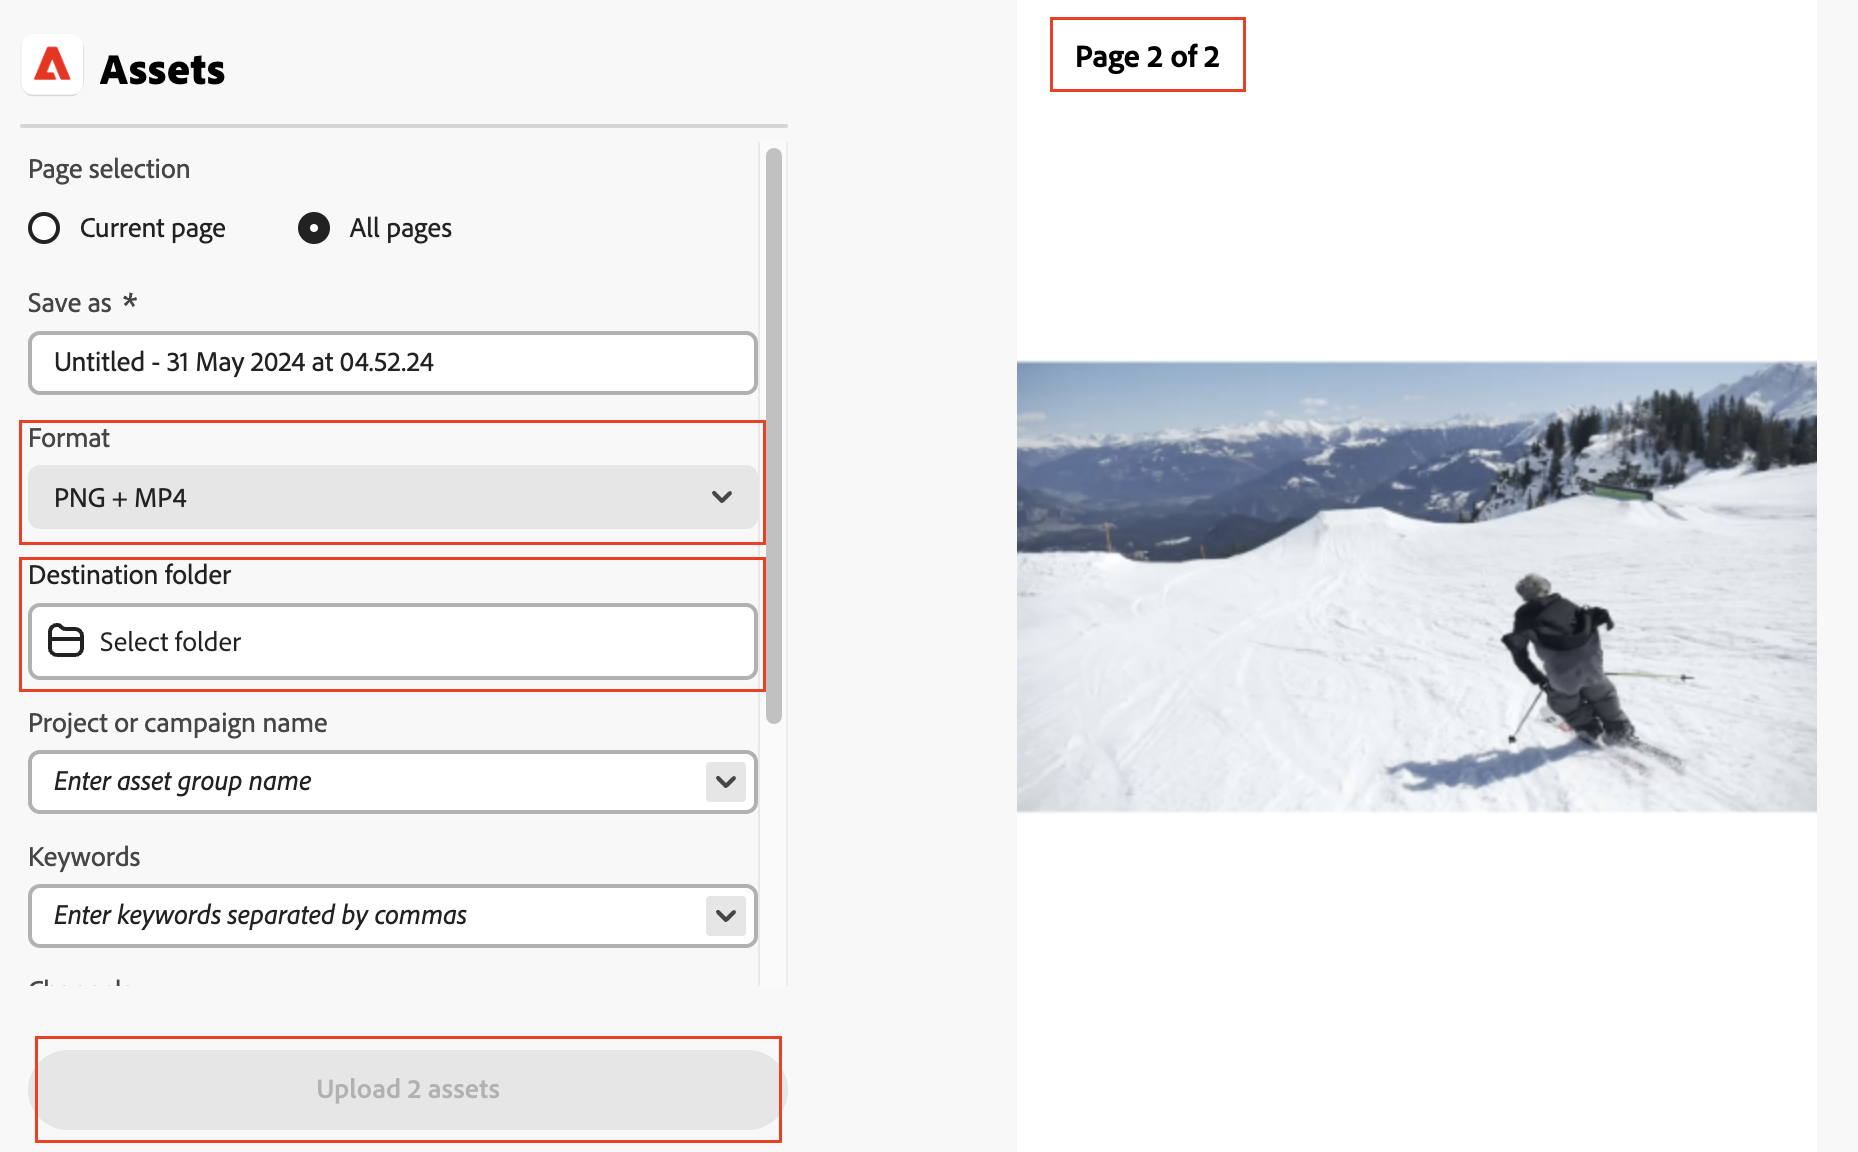 Assets
Page selection
Current page
All pages
Save as *
Untitled - 31 May 2024 at 04.52.24
Format
PNG + MP4
Destination folder
Select folder
Project or campaign name
Enter asset group name
Keywords
Enter keywords separated by commas
Upload 2 assets
Page 2 of 2